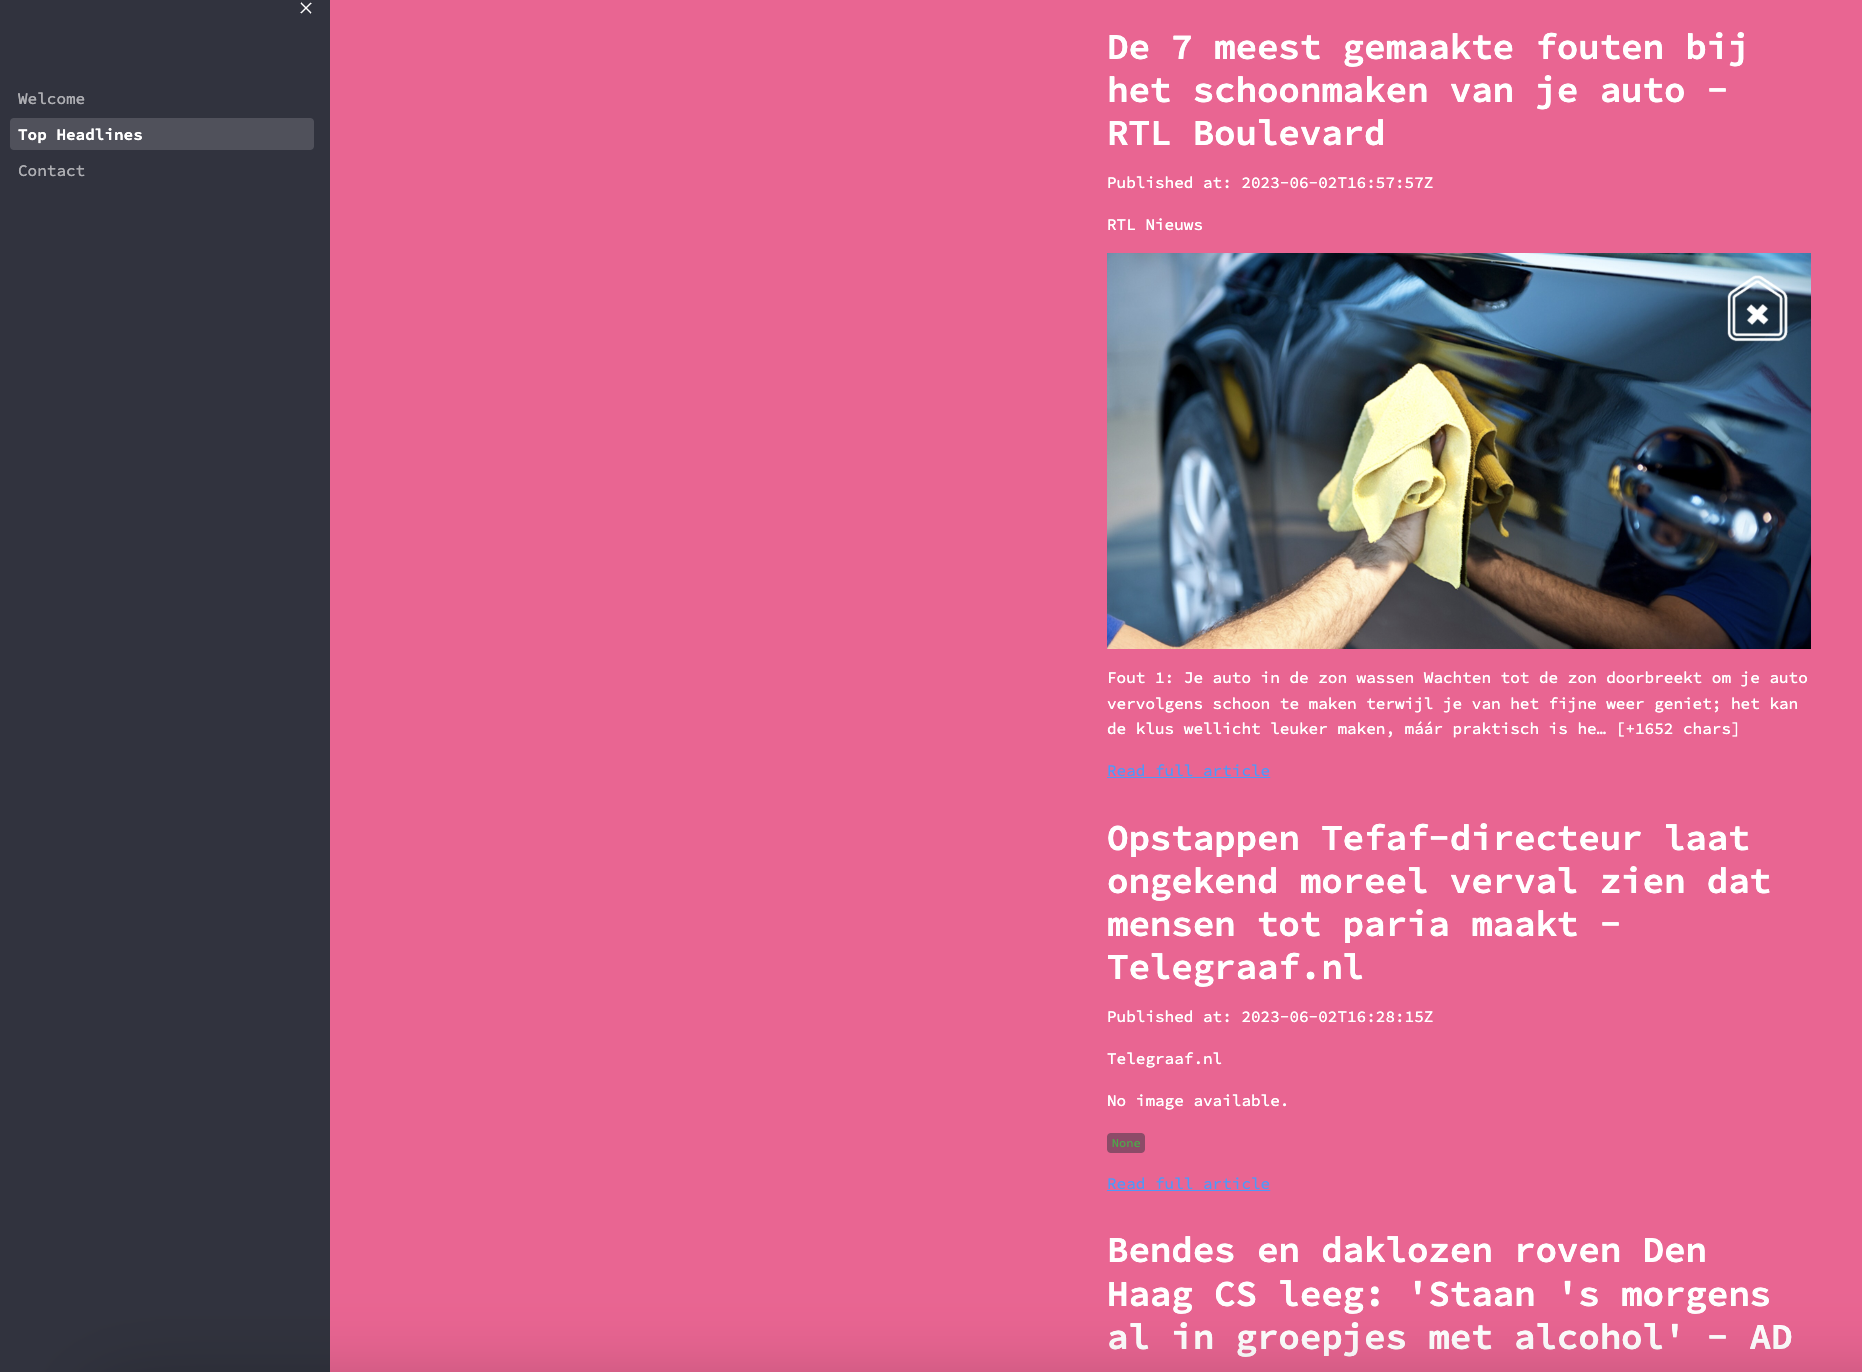 Welcome
Top Headlines
Contact
De 7 meest gemaakte fouten bij
het schoonmaken van je auto -
RTL Boulevard
Published at: 2023-06-02T16:57:57Z
RTL Nieuws
Fout 1: Je auto in de zon wassen Wachten tot de zon doorbreekt om je auto
vervolgens schoon te maken terwijl je van het fijne weer geniet; het kan
de klus wellicht leuker maken, máár praktisch is he… [+1652 chars]
Read full article
Opstappen Tefaf-directeur laat
ongekend moreel verval zien dat
mensen tot paria maakt -
Telegraaf.nl
Published at: 2023-06-02T16:28:15Z
Telegraaf.nl
No image available.
None
Read full article
Bendes en daklozen roven Den
Haag CS leeg: 'Staan 's morgens
al in groepjes met alcohol' - AD